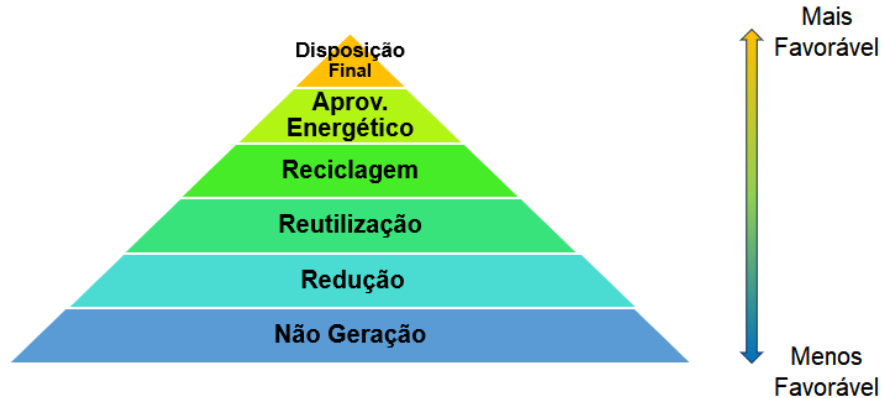 Mais
Favorável
Disposição
Final
Aprov.
Energético
Reciclagem
Reutilização
Redução
Não Geração
Menos
Favorável